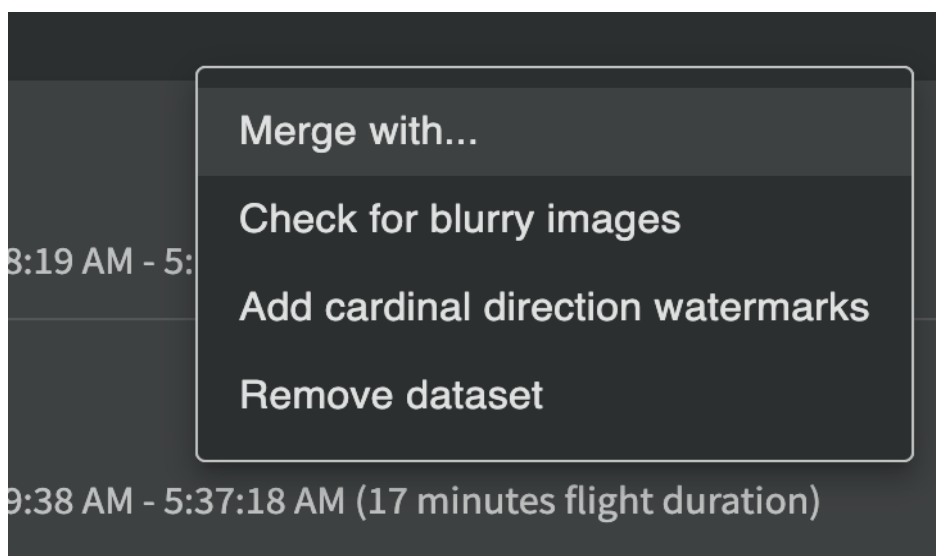 Merge with...
Check for blurry images
8:19 AM - 5:
Add cardinal direction watermarks
Remove dataset
9:38 AM - 5:37:18 AM (17 minutes flight duration)